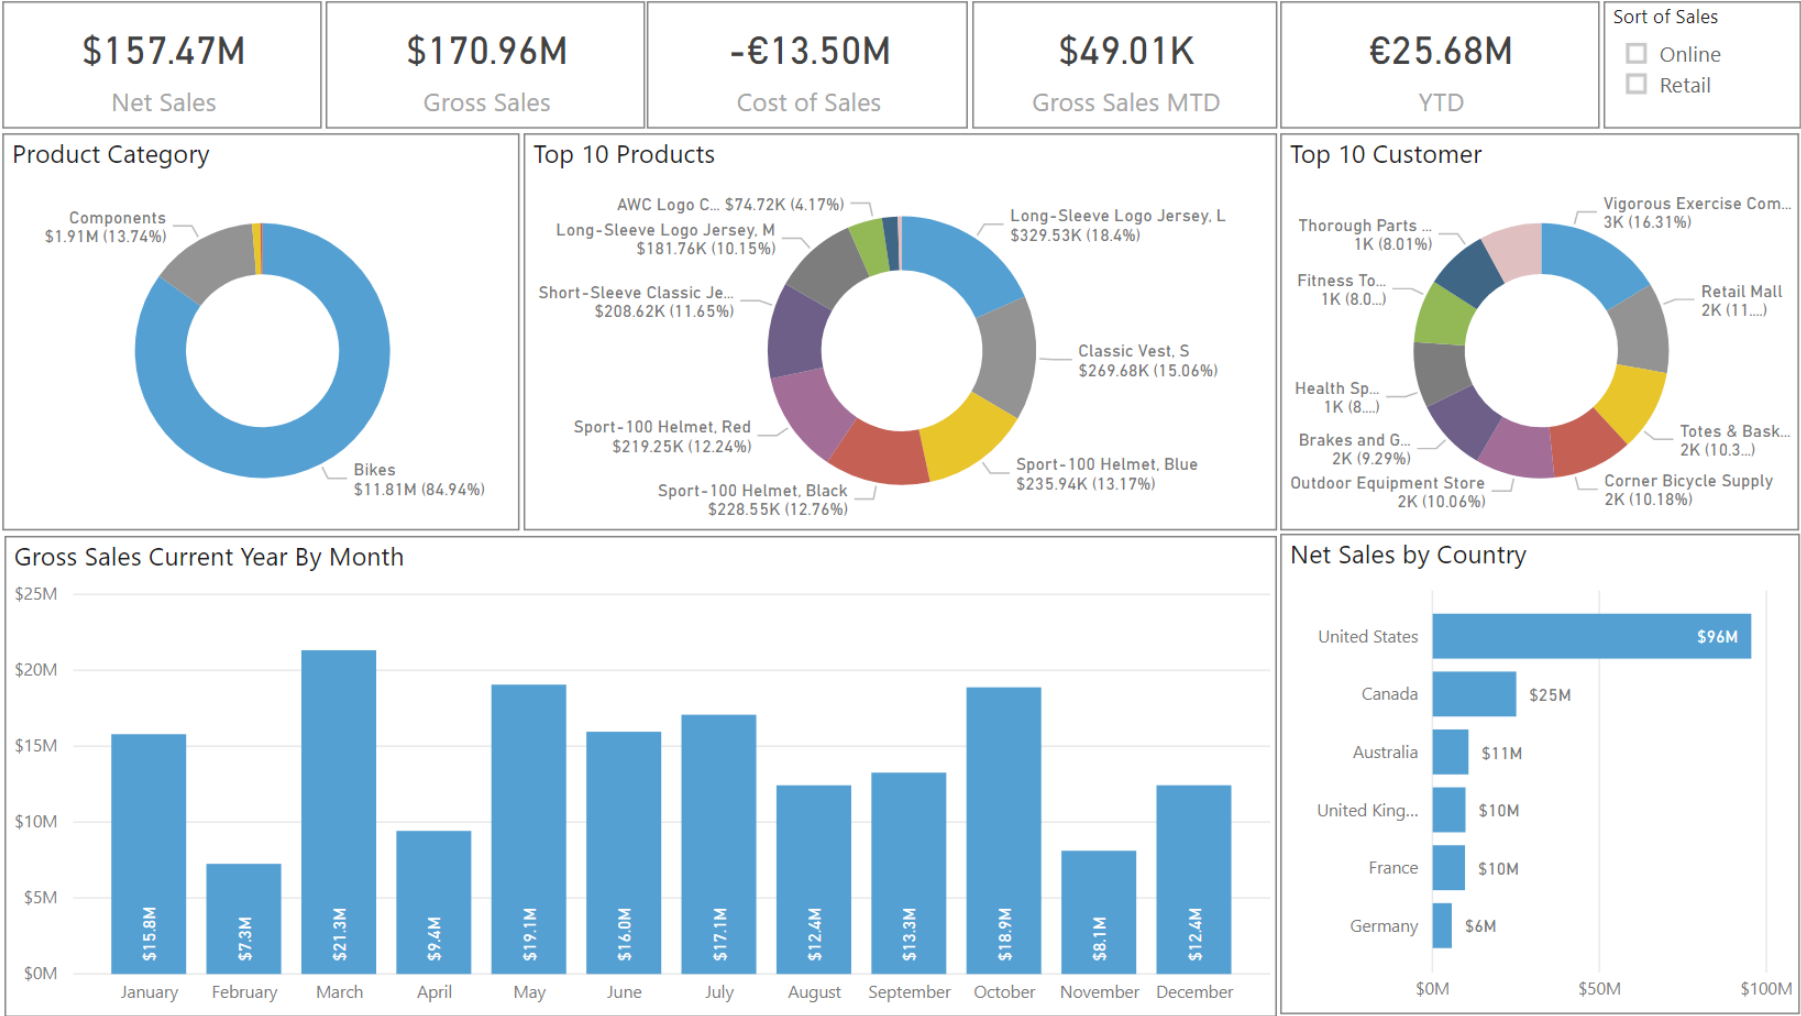 $157.47M
Net Sales
$170.96M
Gross Sales
-€13.50M
Cost of Sales
$49.01K
Gross Sales MTD
€25.68M
YTD
Sort of Sales
Online
Retail
Product Category
Components
$1.91M (13.74%)
Bikes
$11.81M (84.94%)
Top 10 Products
AWC Logo C... $74.72K (4.17%)
Long-Sleeve Logo Jersey, M
$181.76K (10.15%)
Short-Sleeve Classic Je...
$208.62K (11.65%)
Sport-100 Helmet, Red
$219.25K (12.24%)
Sport-100 Helmet, Black
$228.55K (12.76%)
Long-Sleeve Logo Jersey, L
$329.53K (18.4%)
Classic Vest, S
$269.68K (15.06%)
Sport-100 Helmet, Blue
$235.94K (13.17%)
Top 10 Customer
Thorough Parts ...
1K (8.01%)
Fitness To...
1K (8.0...)
Health Sp...
1K (8....)
Brakes and G...
2K (9.29%)
Outdoor Equipment Store
2K (10.06%)
Vigorous Exercise Com...
3K (16.31%)
Retail Mall
2K (11....)
Totes & Bask...
2K (10.3...)
Corner Bicycle Supply
2K (10.18%)
Gross Sales Current Year By Month
$25M
$20M
$15M
$10M
$5M
$0M
$15.8M
$7.3M
$21.3M
$9.4M
$19.1M
$16.0M
$17.1M
$12.4M
$13.3M
$18.9M
$8.1M
$12.4M
January
February
March
April
May
June
July
August
September
October
November
December
Net Sales by Country
United States
$96M
Canada
$25M
Australia
$11M
United King...
$10M
France
$10M
Germany
$6M
$0M
$50M
$100M